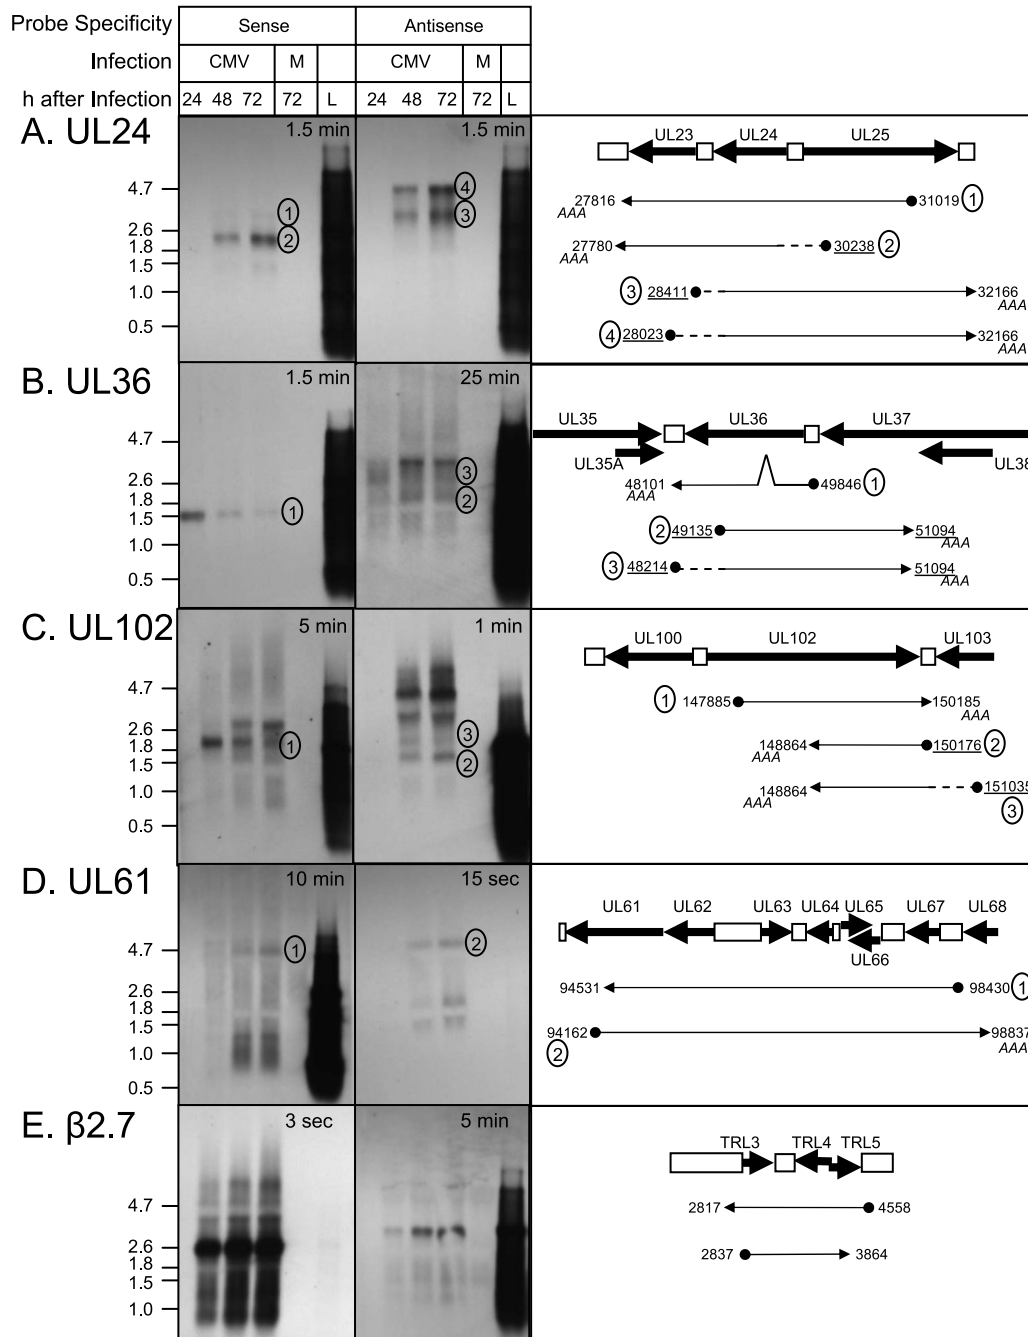 Probe Specificity Sense Antisense
Infection CMV M CMV M
h after Infection 24 48 72 72 L 24 48 72 72 L
A. UL24
1.5 min 1.5 min
4.7
2.6
1.8
1.5
1.0
0.5
1
2
4
3
UL23 UL24 UL25
27816 31019 1
AAA
27780 30238 2
AAA
3 28411 32166
AAA
4 28023 32166
AAA
B. UL36
1.5 min 25 min
4.7
2.6
1.8
1.5
1.0
0.5
1
3
2
UL35 UL36 UL37
UL35A UL38
48101 49846 1
AAA
2 49135 51094
AAA
3 48214 51094
AAA
C. UL102
5 min 1 min
4.7
2.6
1.8
1.5
1.0
0.5
1
3
2
UL100 UL102 UL103
1 147885 150185
AAA
148864 150176 2
AAA
148864 151035
AAA 3
D. UL61
10 min 15 sec
4.7
2.6
1.8
1.5
1.0
0.5
1
2
UL61 UL62 UL63 UL64 UL65 UL67 UL68
UL66
94531 98430 1
94162 98837
2 AAA
E. β2.7
3 sec 5 min
4.7
2.6
1.8
1.5
1.0
TRL3 TRL4 TRL5
2817 4558
2837 3864